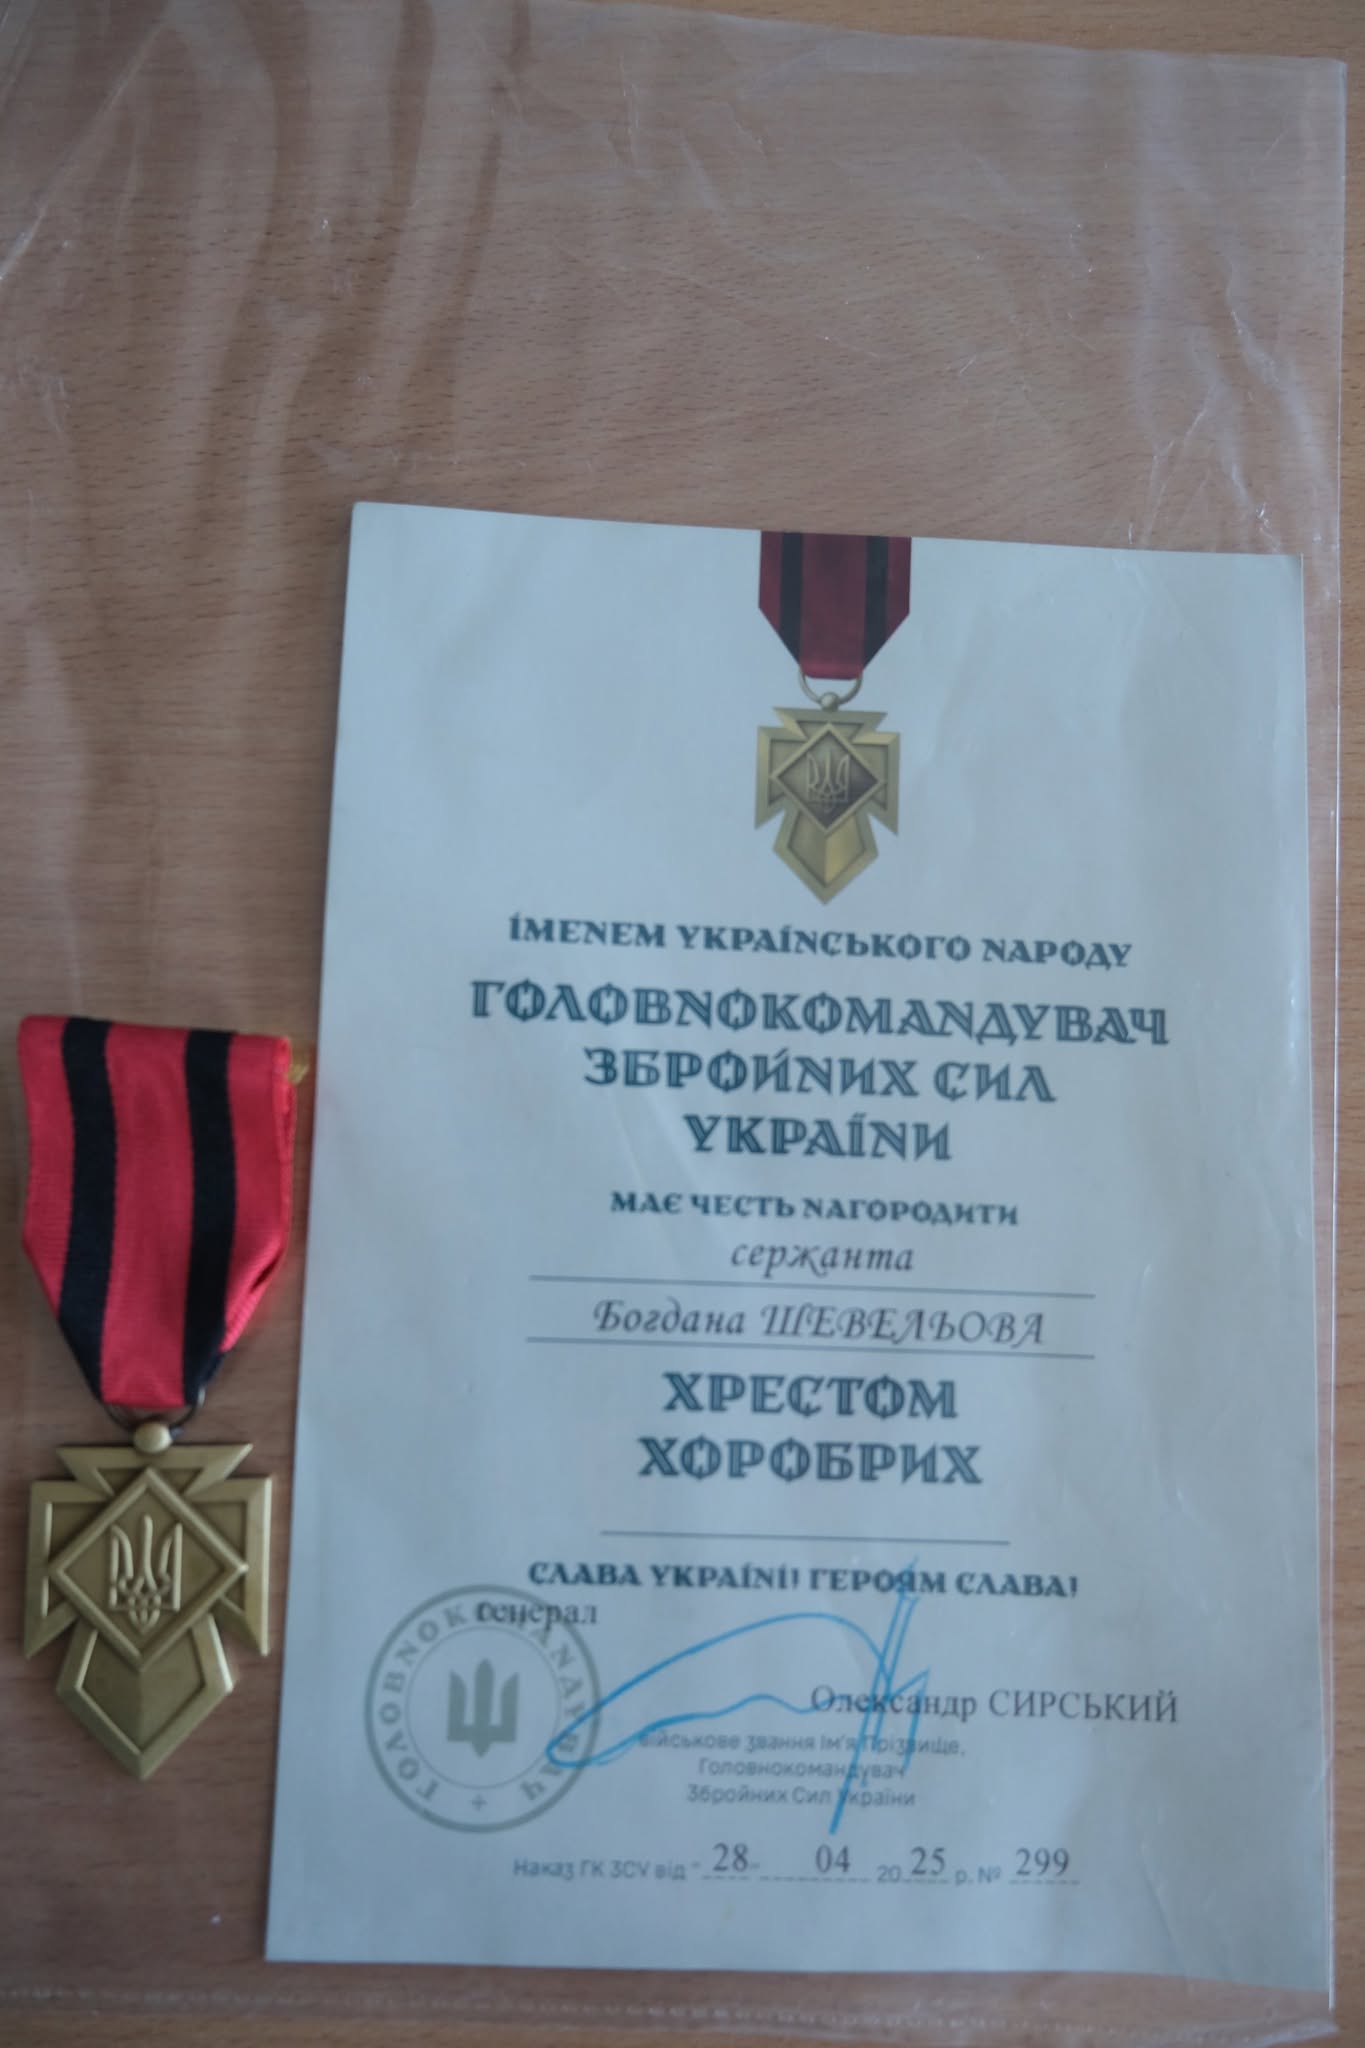 ІМЕНЕМ УКРАЇНСЬКОГО НАРОДУ
ГОЛОВНОКОМАНДУВАЧ
ЗБРОЙНИХ СИЛ
УКРАЇНИ
МАЄ ЧЕСТЬ НАГОРОДИТИ
сержанта
Богдана ШЕВЕЛЬОВА
ХРЕСТОМ
ХОРОБРИХ
СЛАВА УКРАЇНІ! ГЕРОЯМ СЛАВА!
Генерал
ГОЛОВНОКОМАНДУВАЧ
Олександр СИРСЬКИЙ
військове звання Ім'я Прізвище,
Головнокомандувач
Збройних Сил України
Наказ ГК ЗСУ від "28" 04 2025 р. № 299